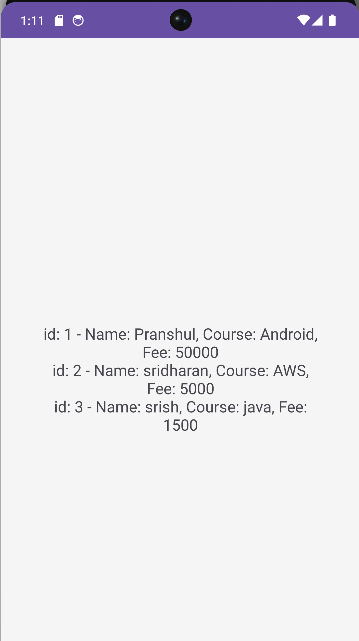 1:11
id: 1 - Name: Pranshul, Course: Android,
Fee: 50000
id: 2 - Name: sridharan, Course: AWS,
Fee: 5000
id: 3 - Name: srish, Course: java, Fee:
1500